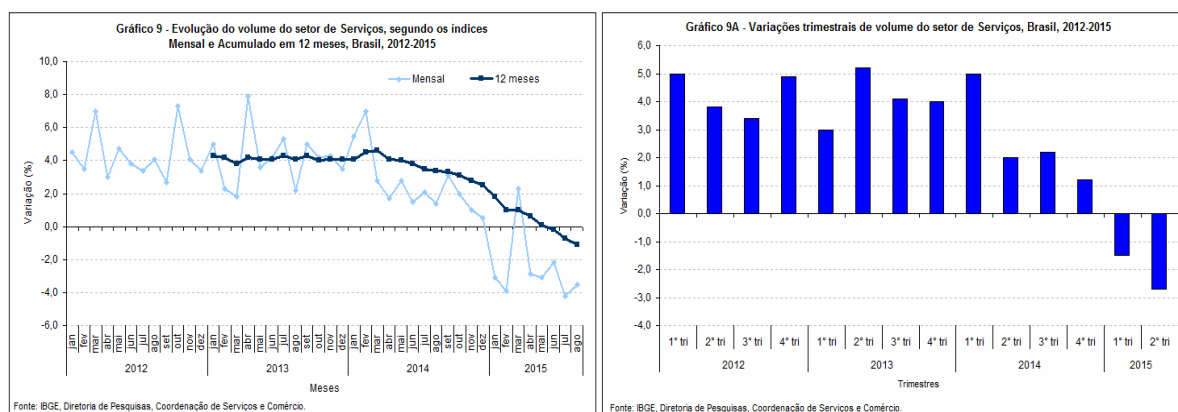 Gráfico 9 - Evolução do volume do setor de Serviços, segundo os índices
Mensal e Acumulado em 12 meses, Brasil, 2012-2015
Mensal
12 meses
Variação (%)
10,0
8,0
6,0
4,0
2,0
0,0
-2,0
-4,0
-6,0
jan fev mar abr mai jun jul ago set out nov dez jan fev mar abr mai jun jul ago set out nov dez jan fev mar abr mai jun jul ago set out nov dez jan fev mar abr mai jun jul ago
2012 2013 2014 2015
Meses
Fonte: IBGE, Diretoria de Pesquisas, Coordenação de Serviços e Comércio.
Gráfico 9A - Variações trimestrais de volume do setor de Serviços, Brasil, 2012-2015
Variação (%)
6,0
5,0
4,0
3,0
2,0
1,0
0,0
-1,0
-2,0
-3,0
-4,0
1° tri 2° tri 3° tri 4° tri 1° tri 2° tri 3° tri 4° tri 1° tri 2° tri 3° tri 4° tri 1° tri 2° tri
2012 2013 2014 2015
Trimestres
Fonte: IBGE, Diretoria de Pesquisas, Coordenação de Serviços e Comércio.